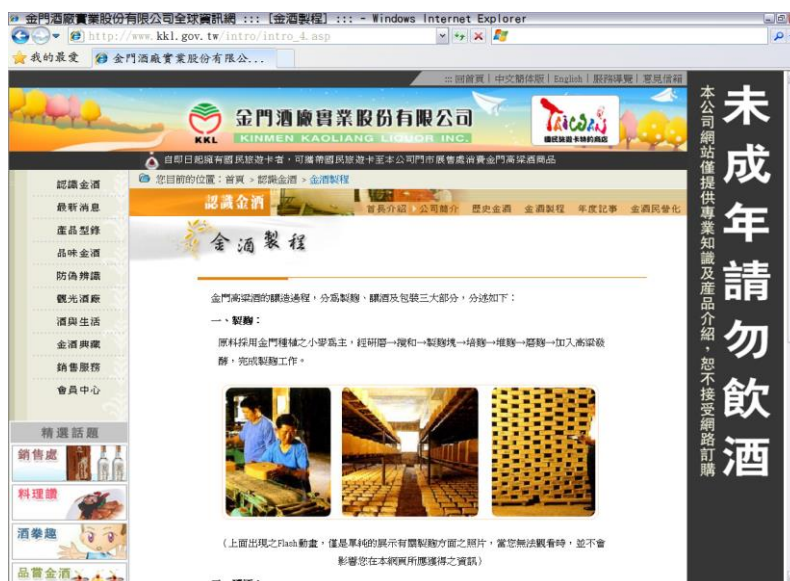 金門酒廠實業股份有限公司全球資訊網 ::: [金酒製程] ::: - Windows Internet Explorer
http://www.kkl.gov.tw/intro/intro_4.asp
我的最愛 金門酒廠實業股份有限公...
::: 回首頁 | 中文簡体版 | English | 服務導覽 | 意見信箱
金門酒廠實業股份有限公司
KKL KINMEN KAOLIANG LIQUOR INC.
TAIWAN
國民旅遊卡特約商店
自即日起擁有國民旅遊卡者,可攜帶國民旅遊卡至本公司門市展售處消費金門高粱酒商品
您目前的位置:首頁 > 認識金酒 > 金酒製程
認識金酒
首長介紹 公司簡介 歷史金酒 金酒製程 年度記事 金酒民營化
金酒製程
認識金酒
最新消息
產品型錄
品味金酒
防偽辨識
觀光酒廠
酒與生活
金酒典藏
銷售服務
會員中心
精選話題
銷售處
料理讚
酒拳趣
品嘗金酒
金門高粱酒的釀造過程,分為製麴、釀酒及包裝三大部分,分述如下:
一、製麴:
原料採用金門種植之小麥為主,經研磨→攪和→製麴塊→培麴→堆麴→磨麴→加入高粱發
酵,完成製麴工作。
(上面出現之Flash動畫,僅是單純的展示有關製麴方面之照片,當您無法觀看時,並不會
影響您在本網頁所應獲得之資訊)
未成年請勿飲酒
本公司網站僅提供專業知識及産品介紹,恕不接受網路訂購